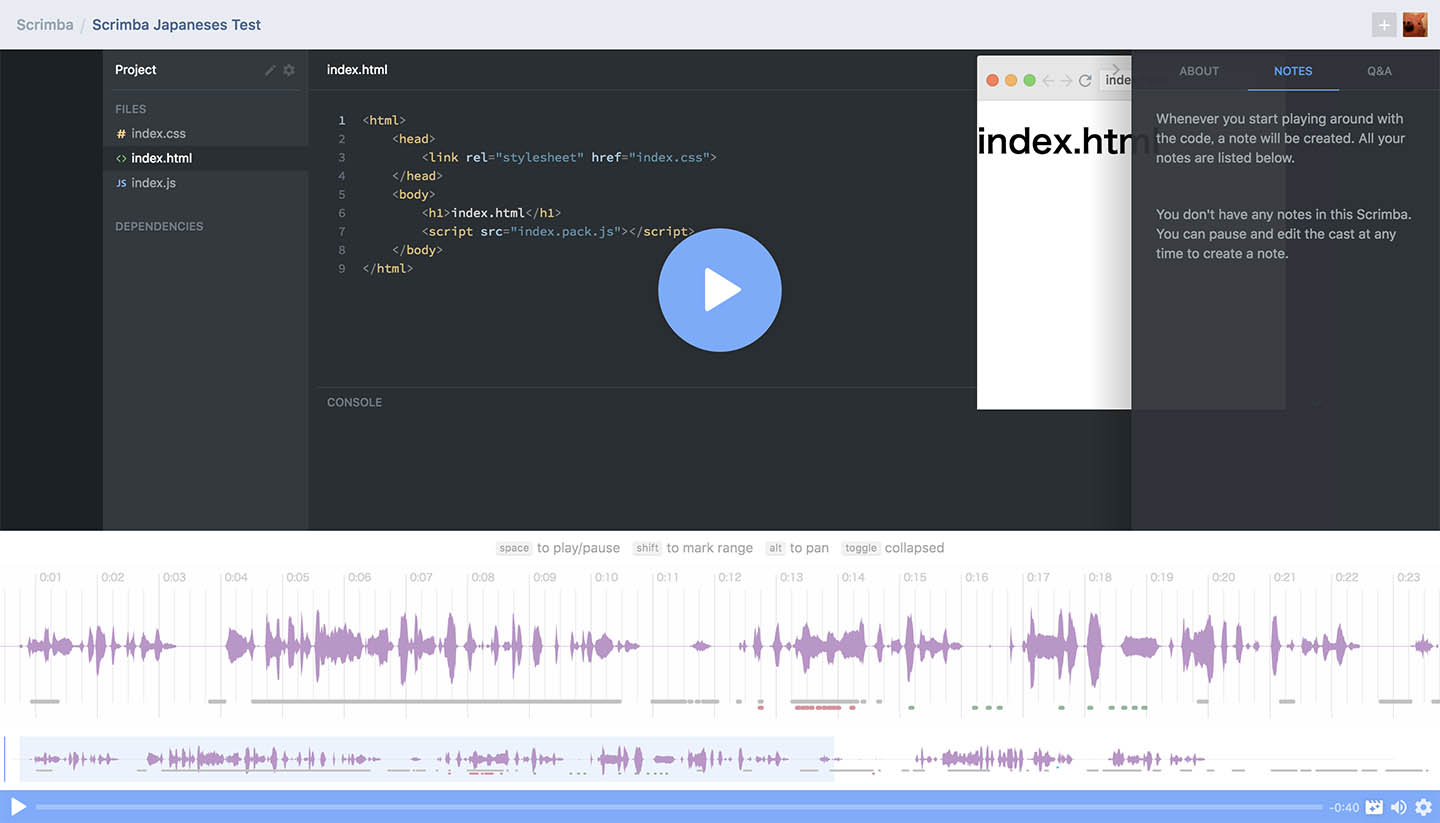 Scrimba / Scrimba Japaneses Test
Project
FILES
# index.css
<> index.html
JS index.js
DEPENDENCIES
index.html
1 <html>
2 <head>
3 <link rel="stylesheet" href="index.css">
4 </head>
5 <body>
6 <h1>index.html</h1>
7 <script src="index.pack.js"></script>
8 </body>
9 </html>
CONSOLE
inde
index.html
ABOUT NOTES Q&A
Whenever you start playing around with
the code, a note will be created. All your
notes are listed below.
You don't have any notes in this Scrimba.
You can pause and edit the cast at any
time to create a note.
space to play/pause shift to mark range alt to pan toggle collapsed
0:01 0:02 0:03 0:04 0:05 0:06 0:07 0:08 0:09 0:10 0:11 0:12 0:13 0:14 0:15 0:16 0:17 0:18 0:19 0:20 0:21 0:22 0:23
-0:40